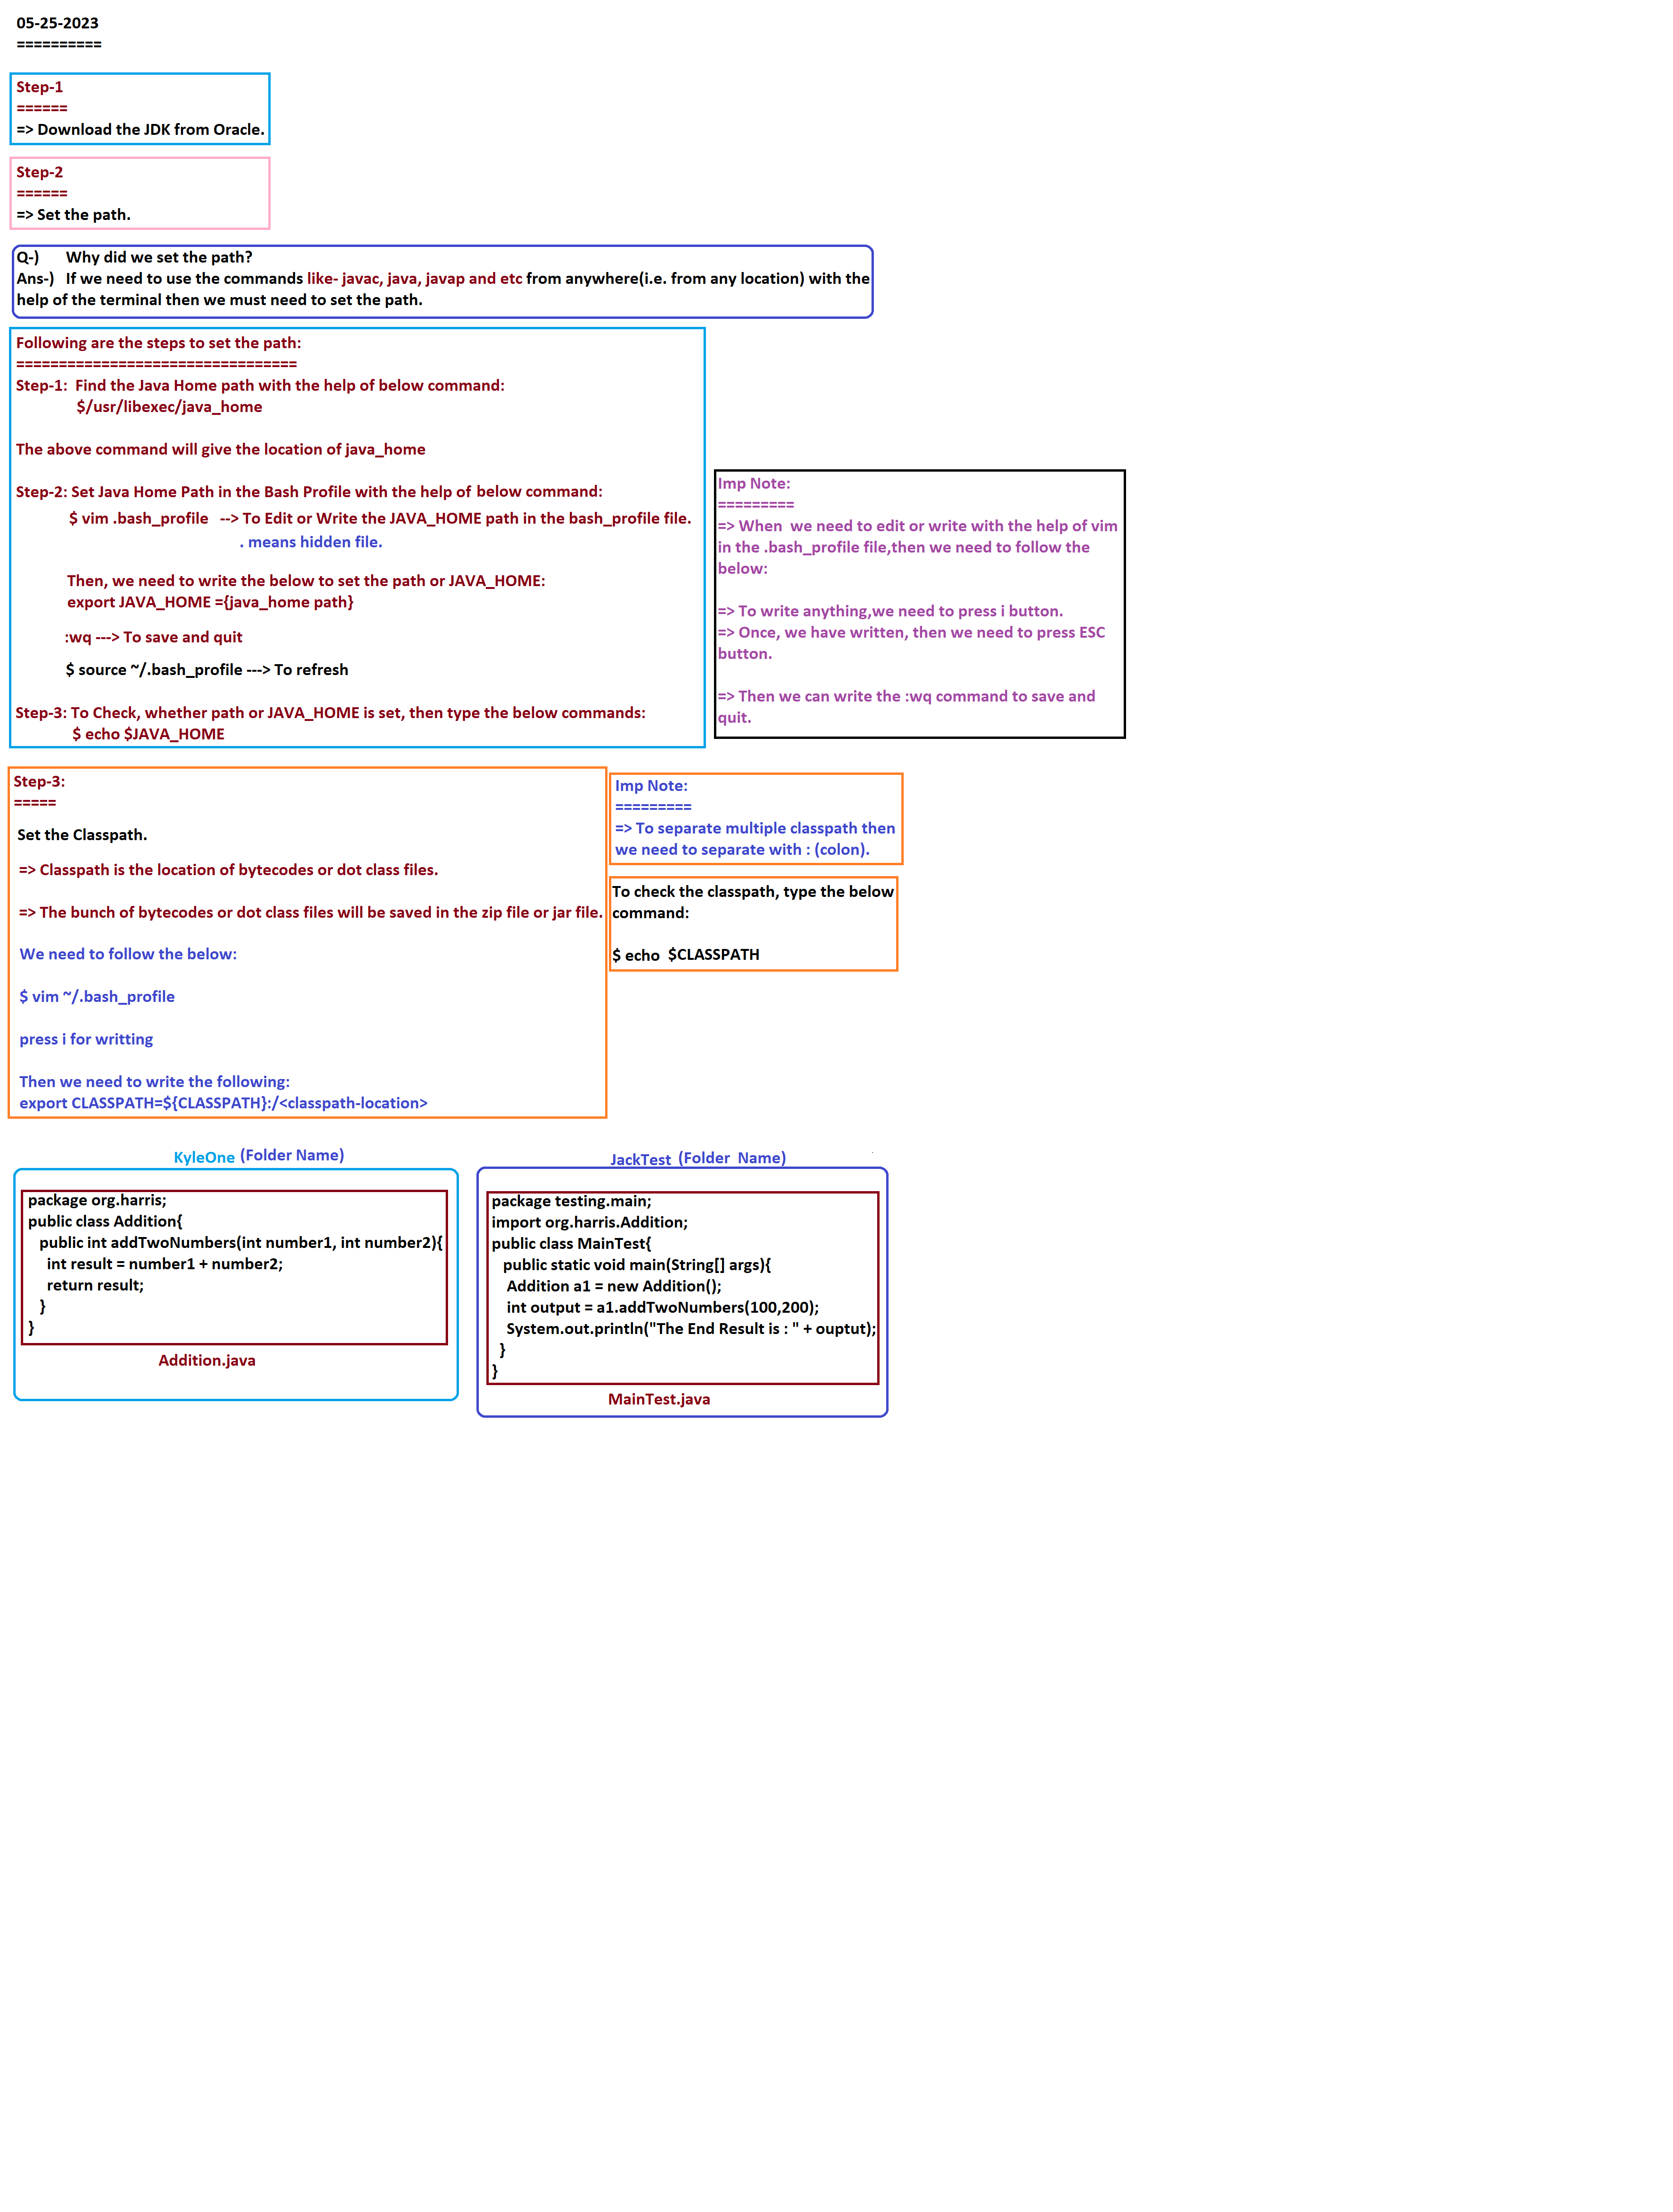 05-25-2023
==========
Step-1
======
=> Download the JDK from Oracle.
Step-2
======
=> Set the path.
Q-) Why did we set the path?
Ans-) If we need to use the commands like- javac, java, javap and etc from anywhere(i.e. from any location) with the
help of the terminal then we must need to set the path.
Following are the steps to set the path:
=================================
Step-1: Find the Java Home path with the help of below command:
$/usr/libexec/java_home
The above command will give the location of java_home
Step-2: Set Java Home Path in the Bash Profile with the help of below command:
$ vim .bash_profile --> To Edit or Write the JAVA_HOME path in the bash_profile file.
. means hidden file.
Then, we need to write the below to set the path or JAVA_HOME:
export JAVA_HOME ={java_home path}
:wq ---> To save and quit
$ source ~/.bash_profile ---> To refresh
Step-3: To Check, whether path or JAVA_HOME is set, then type the below commands:
$ echo $JAVA_HOME
Imp Note:
=========
=> When we need to edit or write with the help of vim
in the .bash_profile file,then we need to follow the
below:
=> To write anything,we need to press i button.
=> Once, we have written, then we need to press ESC
button.
=> Then we can write the :wq command to save and
quit.
Step-3:
=====
Set the Classpath.
=> Classpath is the location of bytecodes or dot class files.
=> The bunch of bytecodes or dot class files will be saved in the zip file or jar file.
We need to follow the below:
$ vim ~/.bash_profile
press i for writting
Then we need to write the following:
export CLASSPATH=${CLASSPATH}:/<classpath-location>
Imp Note:
=========
=> To separate multiple classpath then
we need to separate with : (colon).
To check the classpath, type the below
command:
$ echo $CLASSPATH
KyleOne (Folder Name)
package org.harris;
public class Addition{
public int addTwoNumbers(int number1, int number2){
int result = number1 + number2;
return result;
}
}
Addition.java
JackTest (Folder Name)
package testing.main;
import org.harris.Addition;
public class MainTest{
public static void main(String[] args){
Addition a1 = new Addition();
int output = a1.addTwoNumbers(100,200);
System.out.println("The End Result is : " + ouptut);
}
}
MainTest.java